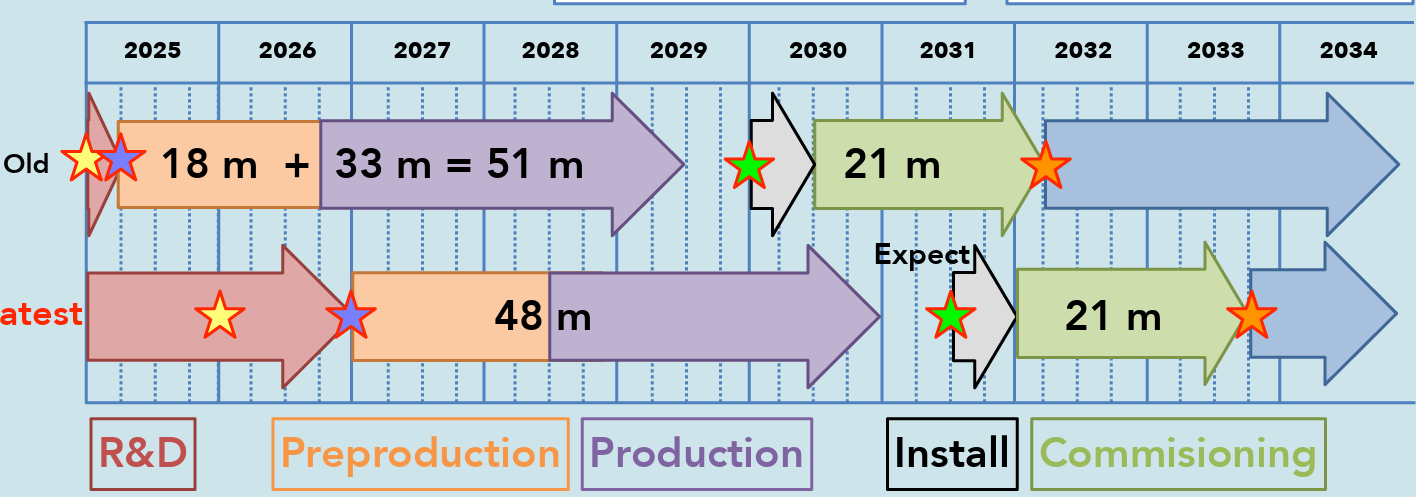 2025 2026 2027 2028 2029 2030 2031 2032 2033 2034
Old 18 m + 33 m = 51 m 21 m
Expect
atest 48 m 21 m
R&D Preproduction Production Install Commisioning